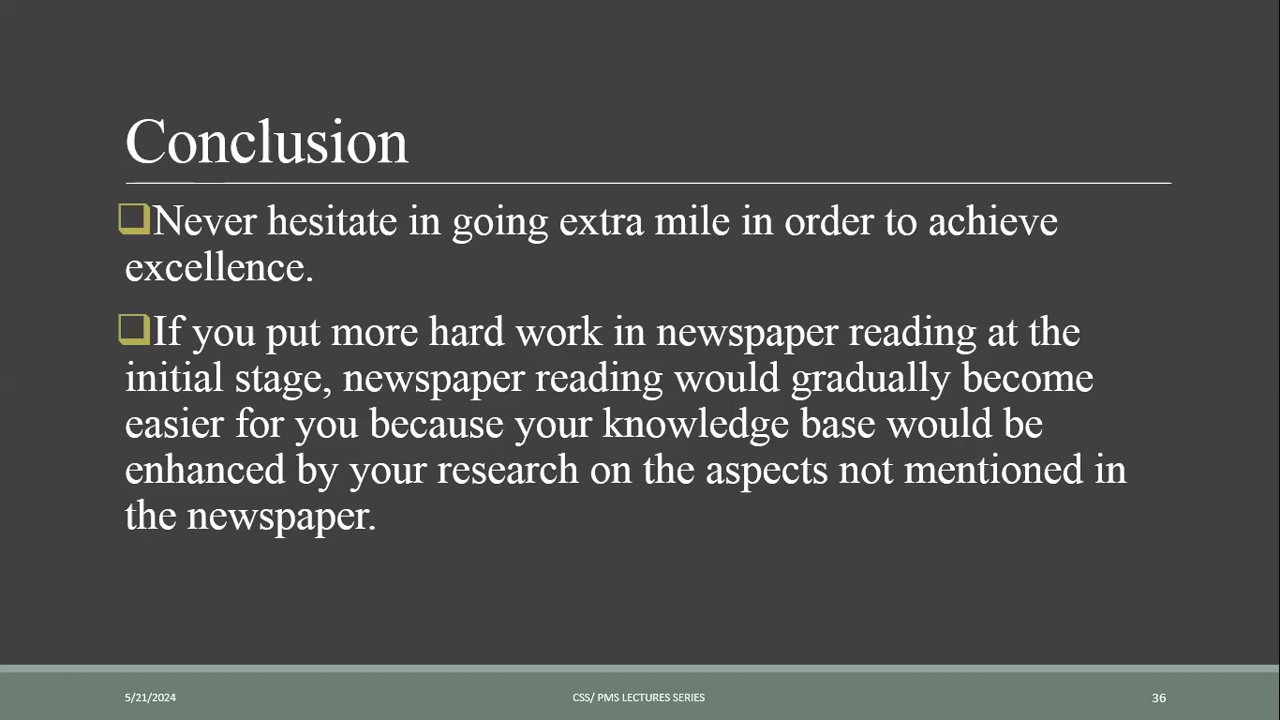 Conclusion
Never hesitate in going extra mile in order to achieve
excellence.
If you put more hard work in newspaper reading at the
initial stage, newspaper reading would gradually become
easier for you because your knowledge base would be
enhanced by your research on the aspects not mentioned in
the newspaper.
5/21/2024
CSS/ PMS LECTURES SERIES
36